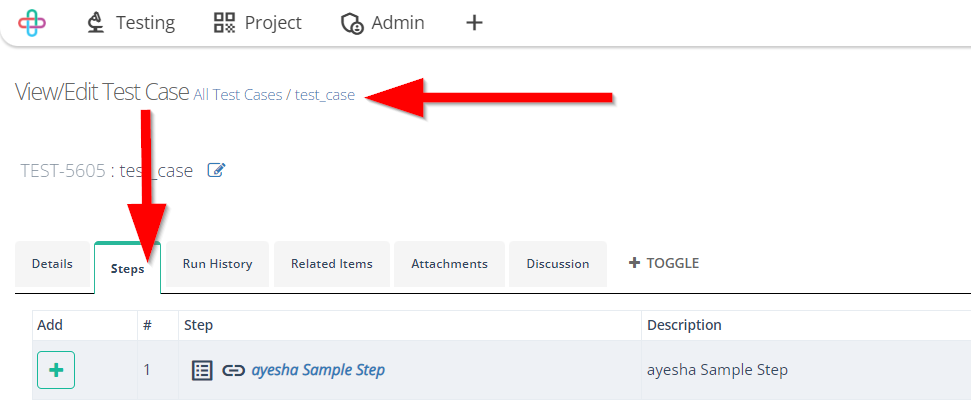 Testing Project Admin
View/Edit Test Case All Test Cases / test_case
TEST-5605 : test_case
Details Steps Run History Related Items Attachments Discussion + TOGGLE
Add # Step Description
1 ayesha Sample Step ayesha Sample Step